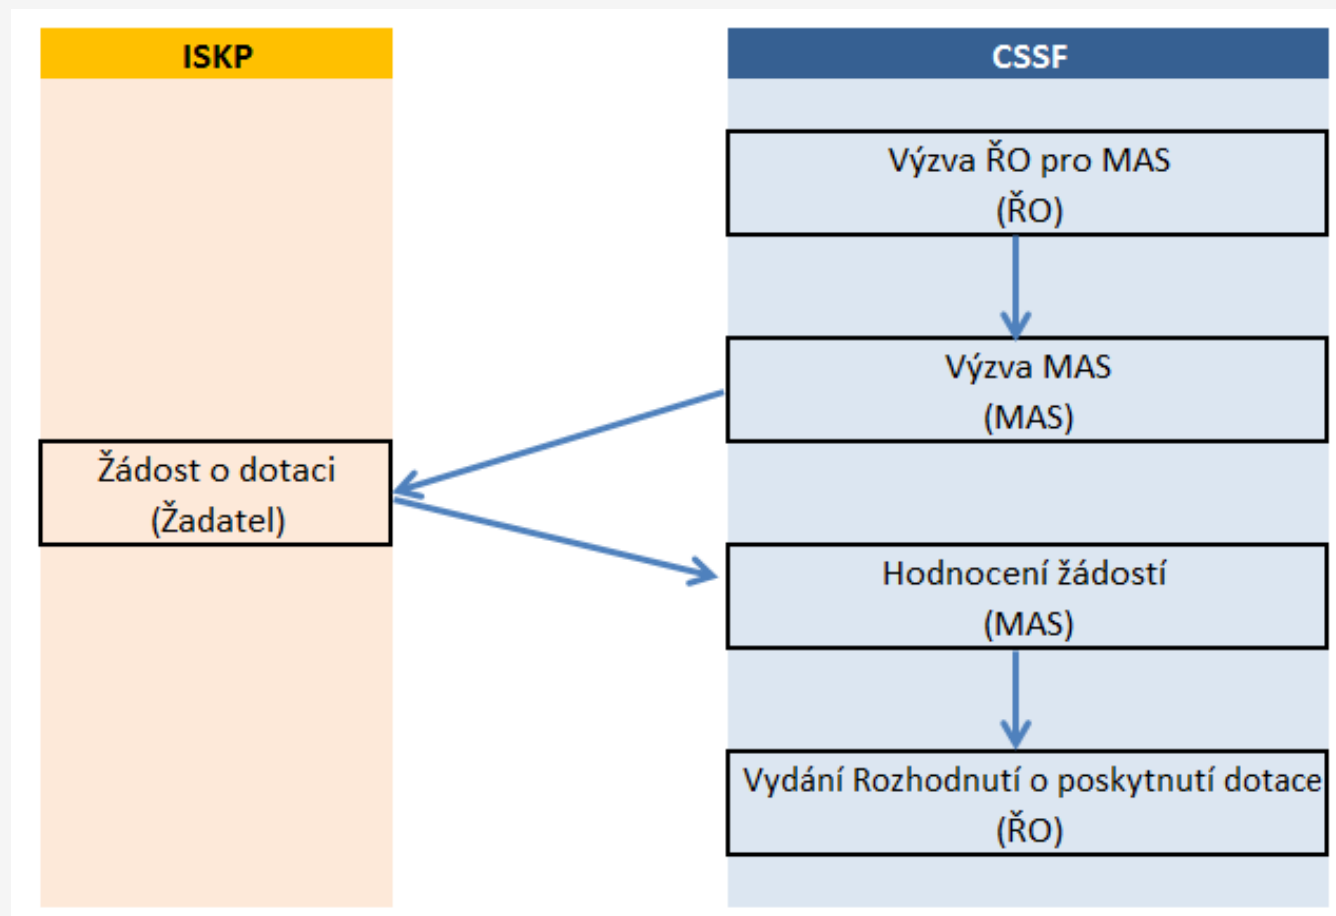 ISKP
CSSF
Výzva ŘO pro MAS
(ŘO)
Výzva MAS
(MAS)
Žádost o dotaci
(Žadatel)
Hodnocení žádostí
(MAS)
Vydání Rozhodnutí o poskytnutí dotace
(ŘO)